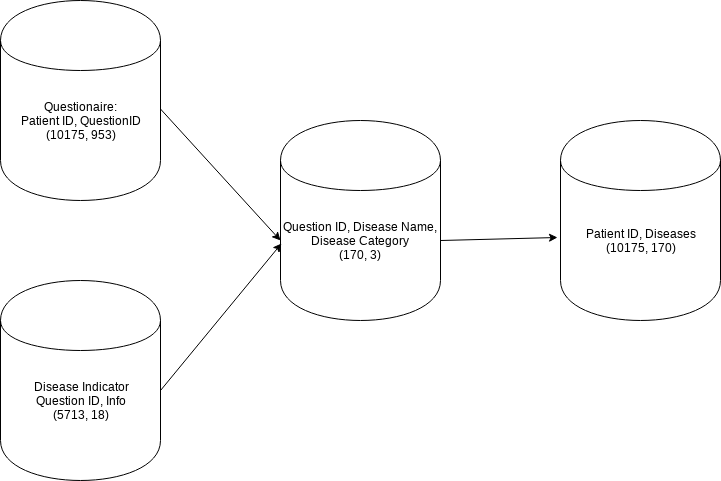 Questionaire:
Patient ID, QuestionID
(10175, 953)
Disease Indicator
Question ID, Info
(5713, 18)
Question ID, Disease Name,
Disease Category
(170, 3)
Patient ID, Diseases
(10175, 170)